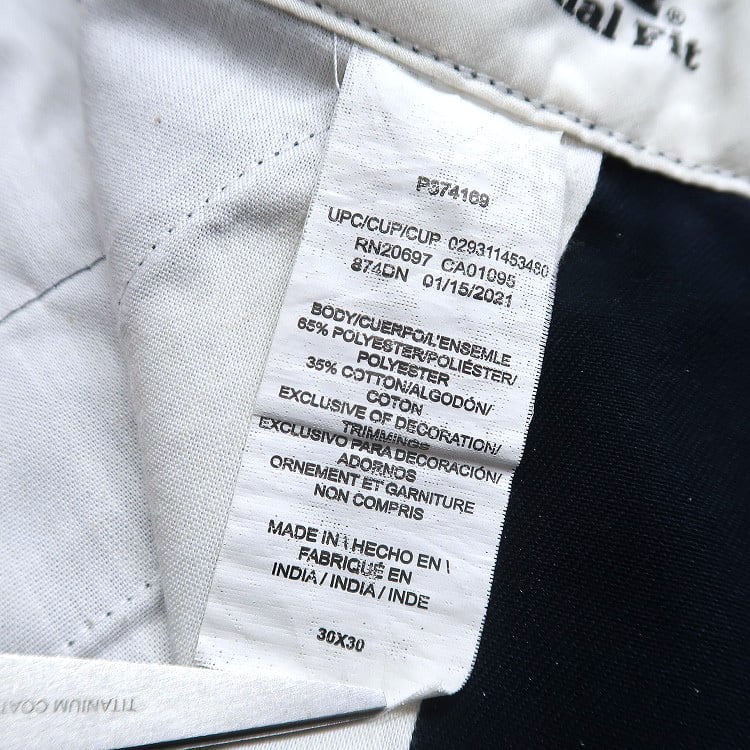 ®
nal Fit
P374169
UPC/CUP/CUP 029311453480
RN20697 CA01095
874DN 01/15/2021
BODY/CUERPO/L'ENSEMLE
65% POLYESTER/POLIÉSTER/
POLYESTER
35% COTTON/ALGODÓN/
COTON
EXCLUSIVE OF DECORATION/
TRIMMINGS
EXCLUSIVO PARA DECORACIÓN/
ADORNOS
ORNEMENT ET GARNITURE
NON COMPRIS
MADE IN \ HECHO EN \
FABRIQUÉ EN
INDIA / INDIA / INDE
30X30
TITANIUM COAT